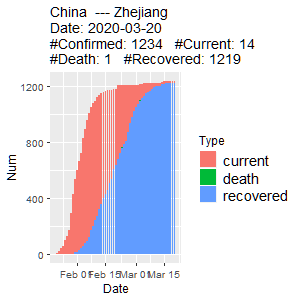 China  --- Zhejiang
Date: 2020-03-20
#Confirmed: 1234   #Current: 14
#Death: 1   #Recovered: 1219
1200
800
400
0
Num
Feb 01
Feb 15
Mar 01
Mar 15
Date
Type
current
death
recovered